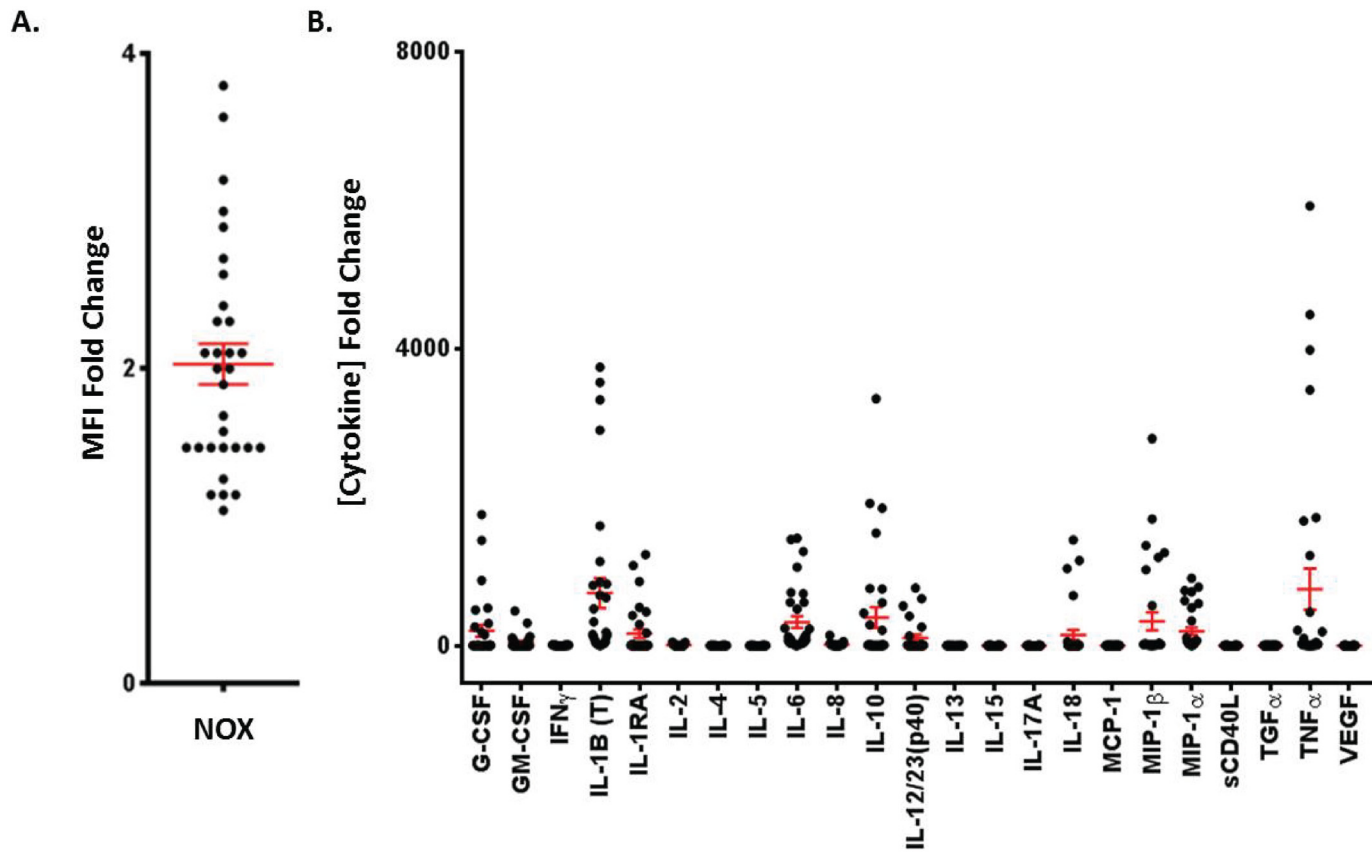 A.
B.
4
2
0
MFI Fold Change
NOX
8000
4000
0
[Cytokine] Fold Change
G-CSF
GM-CSF
IFNγ
IL-1B (T)
IL-1RA
IL-2
IL-4
IL-5
IL-6
IL-8
IL-10
IL-12/23(p40)
IL-13
IL-15
IL-17A
IL-18
MCP-1
MIP-1β
MIP-1α
sCD40L
TGFα
TNFα
VEGF